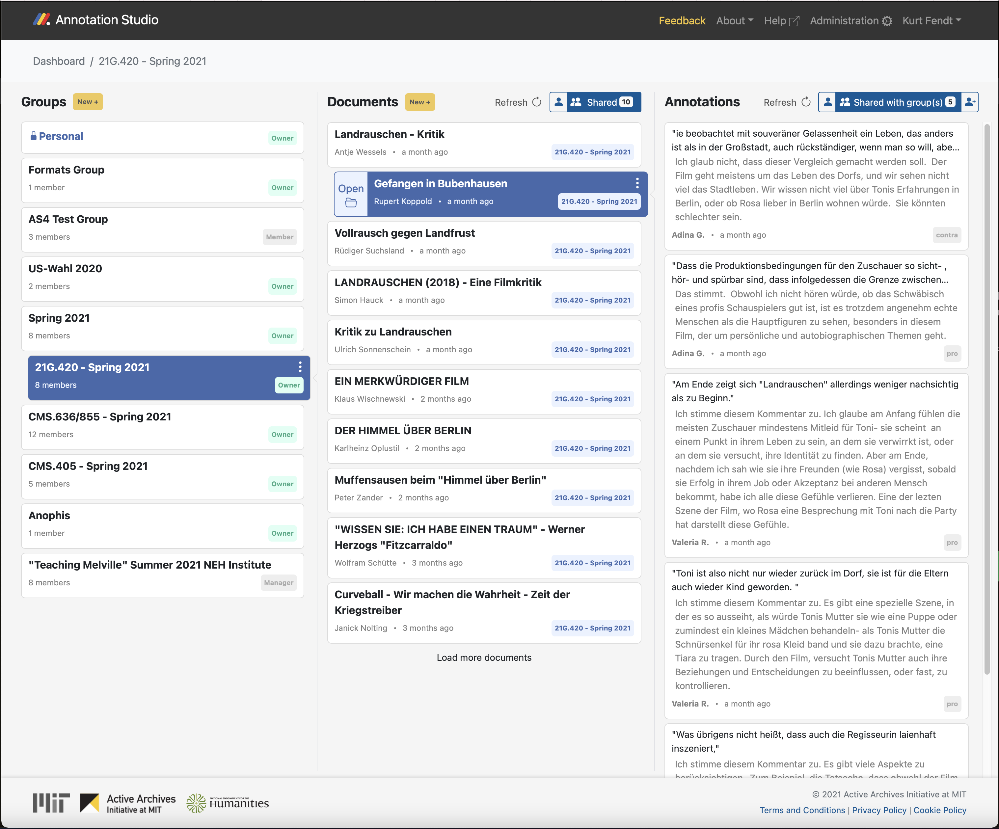 Annotation Studio
Feedback About Help Administration Kurt Fendt
Dashboard / 21G.420 - Spring 2021
Groups New +
Personal
Owner
Formats Group
1 member
Owner
AS4 Test Group
3 members
Member
US-Wahl 2020
2 members
Owner
Spring 2021
8 members
Owner
21G.420 - Spring 2021
8 members
Owner
CMS.636/855 - Spring 2021
12 members
Owner
CMS.405 - Spring 2021
5 members
Owner
Anophis
1 member
Owner
"Teaching Melville" Summer 2021 NEH Institute
8 members
Manager
Documents New + Refresh Shared 10
Landrauschen - Kritik
Antje Wessels • a month ago 21G.420 - Spring 2021
Open
Gefangen in Bubenhausen
Rupert Koppold • a month ago 21G.420 - Spring 2021
Vollrausch gegen Landfrust
Rüdiger Suchsland • a month ago 21G.420 - Spring 2021
LANDRAUSCHEN (2018) - Eine Filmkritik
Simon Hauck • a month ago 21G.420 - Spring 2021
Kritik zu Landrauschen
Ulrich Sonnenschein • a month ago 21G.420 - Spring 2021
EIN MERKWÜRDIGER FILM
Klaus Wischnewski • 2 months ago 21G.420 - Spring 2021
DER HIMMEL ÜBER BERLIN
Karlheinz Oplustil • 2 months ago 21G.420 - Spring 2021
Muffensausen beim "Himmel über Berlin"
Peter Zander • 2 months ago 21G.420 - Spring 2021
"WISSEN SIE: ICH HABE EINEN TRAUM" - Werner
Herzogs "Fitzcarraldo"
Wolfram Schütte • 3 months ago 21G.420 - Spring 2021
Curveball - Wir machen die Wahrheit - Zeit der
Kriegstreiber
Janick Nolting • 3 months ago 21G.420 - Spring 2021
Load more documents
Annotations Refresh Shared with group(s) 5
"ie beobachtet mit souveräner Gelassenheit ein Leben, das anders
ist als in der Großstadt, auch rückständiger, wenn man so will, abe...
Ich glaub nicht, dass dieser Vergleich gemacht werden soll. Der
Film geht meistens um das Leben des Dorfs, und wir sehen nicht
viel das Stadtleben. Wir wissen nicht viel über Tonis Erfahrungen in
Berlin, oder ob Rosa lieber in Berlin wohnen würde. Sie könnten
schlechter sein.
Adina G. • a month ago contra
"Dass die Produktionsbedingungen für den Zuschauer so sicht- ,
hör- und spürbar sind, dass infolgedessen die Grenze zwischen...
Das stimmt. Obwohl ich nicht hören würde, ob das Schwäbisch
eines profis Schauspielers gut ist, ist es trotzdem angenehm echte
Menschen als die Hauptfiguren zu sehen, besonders in diesem
Film, der um persönliche und autobiographischen Themen geht.
Adina G. • a month ago pro
"Am Ende zeigt sich "Landrauschen" allerdings weniger nachsichtig
als zu Beginn."
Ich stimme diesem Kommentar zu. Ich glaube am Anfang fühlen die
meisten Zuschauer mindestens Mitleid für Toni- sie scheint an
einem Punkt in ihrem Leben zu sein, an dem sie verwirrt ist, oder
an dem sie versucht, ihre Identität zu finden. Aber am Ende,
nachdem ich sah wie sie ihre Freunden (wie Rosa) vergisst, sobald
sie Erfolg in ihrem Job oder Akzeptanz bei anderen Mensch
bekommt, habe ich alle diese Gefühle verlieren. Eine der lezten
Szene der Film, wo Rosa eine Besprechung mit Toni nach die Party
hat darstellt diese Gefühle.
Valeria R. • a month ago pro
"Toni ist also nicht nur wieder zurück im Dorf, sie ist für die Eltern
auch wieder Kind geworden. "
Ich stimme diesem Kommentar zu. Es gibt eine spezielle Szene, in
der es so ausseiht, als würde Tonis Mutter sie wie eine Puppe oder
zumindest ein kleines Mädchen behandeln- als Tonis Mutter die
Schnürsenkel für ihr rosa Kleid band und sie dazu brachte, eine
Tiara zu tragen. Durch den Film, versucht Tonis Mutter auch ihre
Beziehungen und Entscheidungen zu beeinflussen, oder fast, zu
kontrollieren.
Valeria R. • a month ago pro
"Was übrigens nicht heißt, dass auch die Regisseurin laienhaft
inszeniert,"
Ich stimme diesem Kommentar zu. Es gibt viele Aspekte zu
berücksichtigen. Zum Beispiel, die Tatsache, dass obwohl der Film
MIT
Active Archives
Initiative at MIT
NATIONAL ENDOWMENT FOR THE
Humanities
© 2021 Active Archives Initiative at MIT
Terms and Conditions | Privacy Policy | Cookie Policy